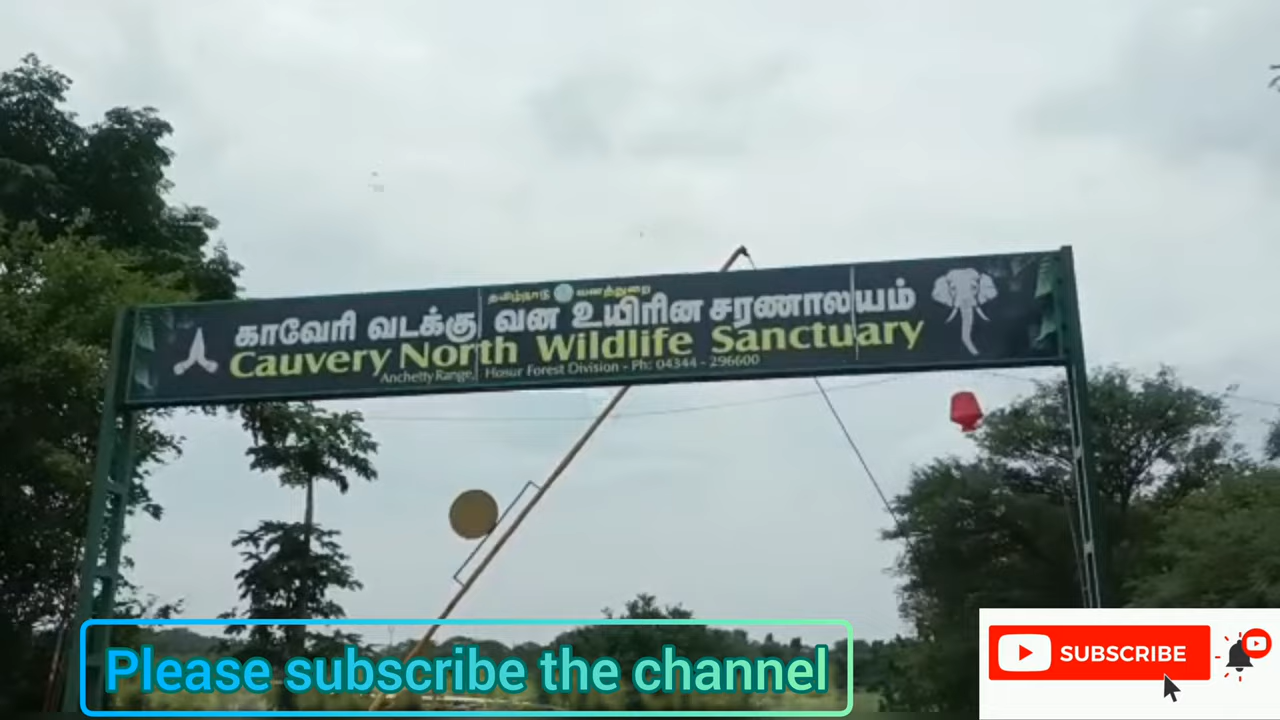 தமிழ்நாடு வனத்துறை
காவேரி வடக்கு வன உயிரின சரணாலயம்
Cauvery North Wildlife Sanctuary
Anchetty Range, Hosur Forest Division - Ph: 04344 - 296600
Please subscribe the channel
SUBSCRIBE